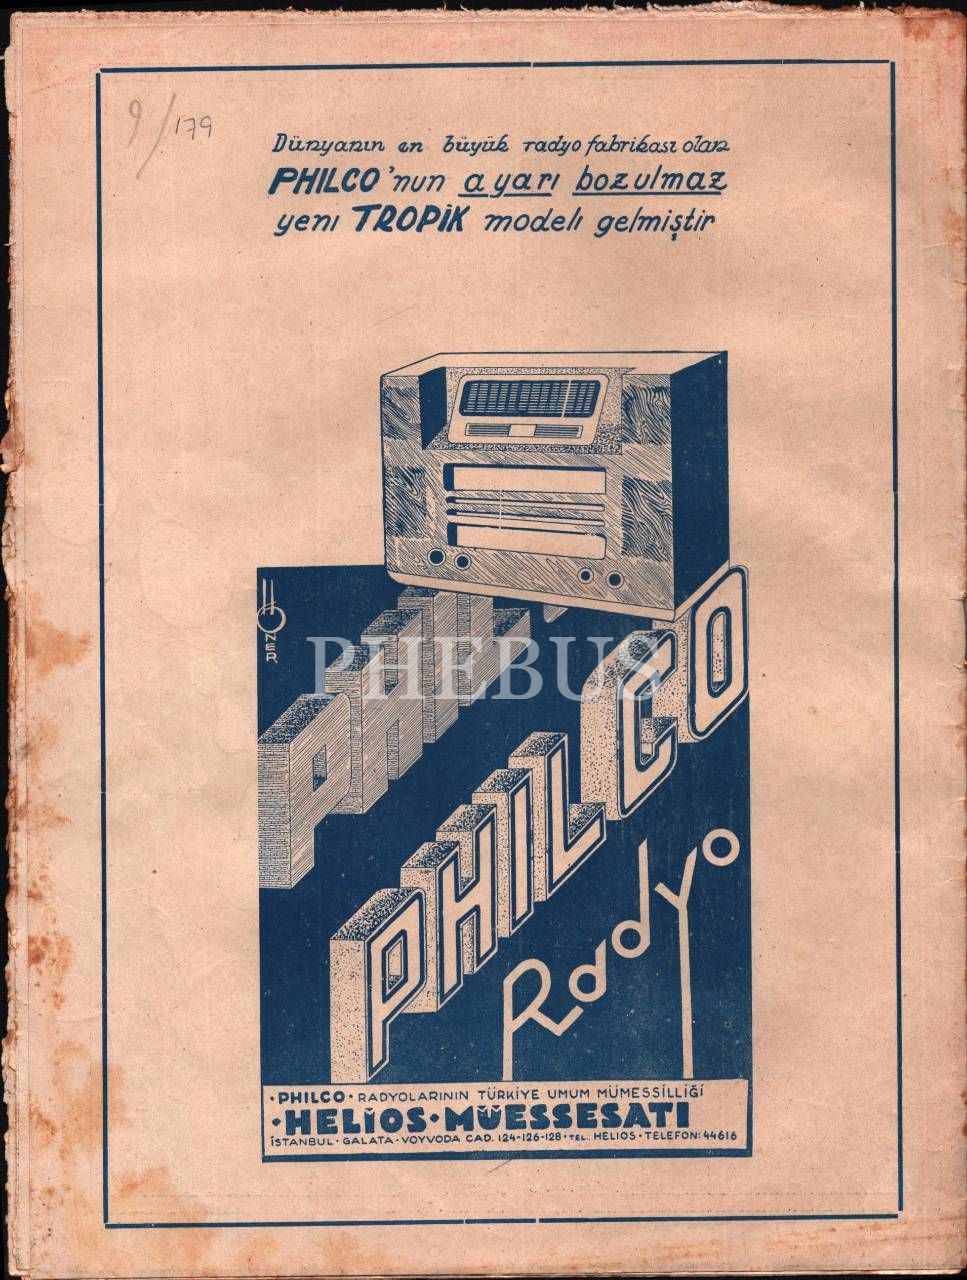 9/179
Dünyanın en büyük radyo fabrikası olan
PHILCO'nun ayarı bozulmaz
yeni TROPİK modeli gelmiştir
HÖNER
PHIL
PHEBUS
PHILCO
Radyo
•PHILCO• RADYOLARININ TÜRKİYE UMUM MÜMESSİLLİĞİ
•HELİOS•MÜESSESATI
İSTANBUL•GALATA•VOYVODA CAD. 124-126-128•TEL.. HELIOS•TELEFON: 44616